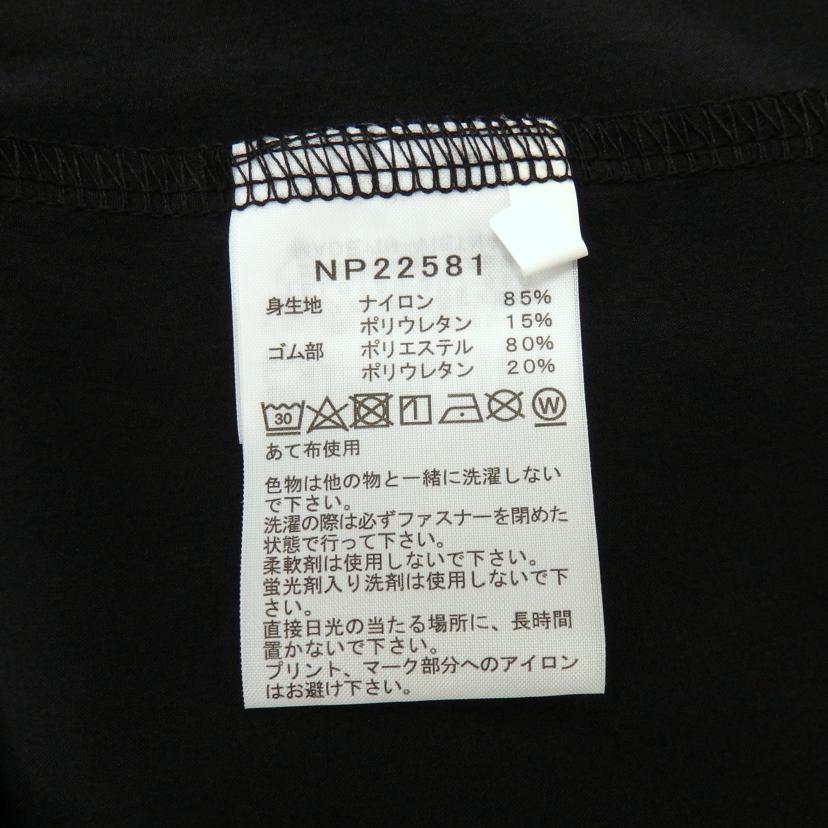 NP22581
身生地 ナイロン 85%
ポリウレタン 15%
ゴム部 ポリエステル 80%
ポリウレタン 20%
30 W
あて布使用
色物は他の物と一緒に洗濯しない
で下さい。
洗濯の際は必ずファスナーを閉めた
状態で行って下さい。
柔軟剤は使用しないで下さい。
蛍光剤入り洗剤は使用しないで下
さい。
直接日光の当たる場所に、長時間
置かないで下さい。
プリント、マーク部分へのアイロン
はお避け下さい。